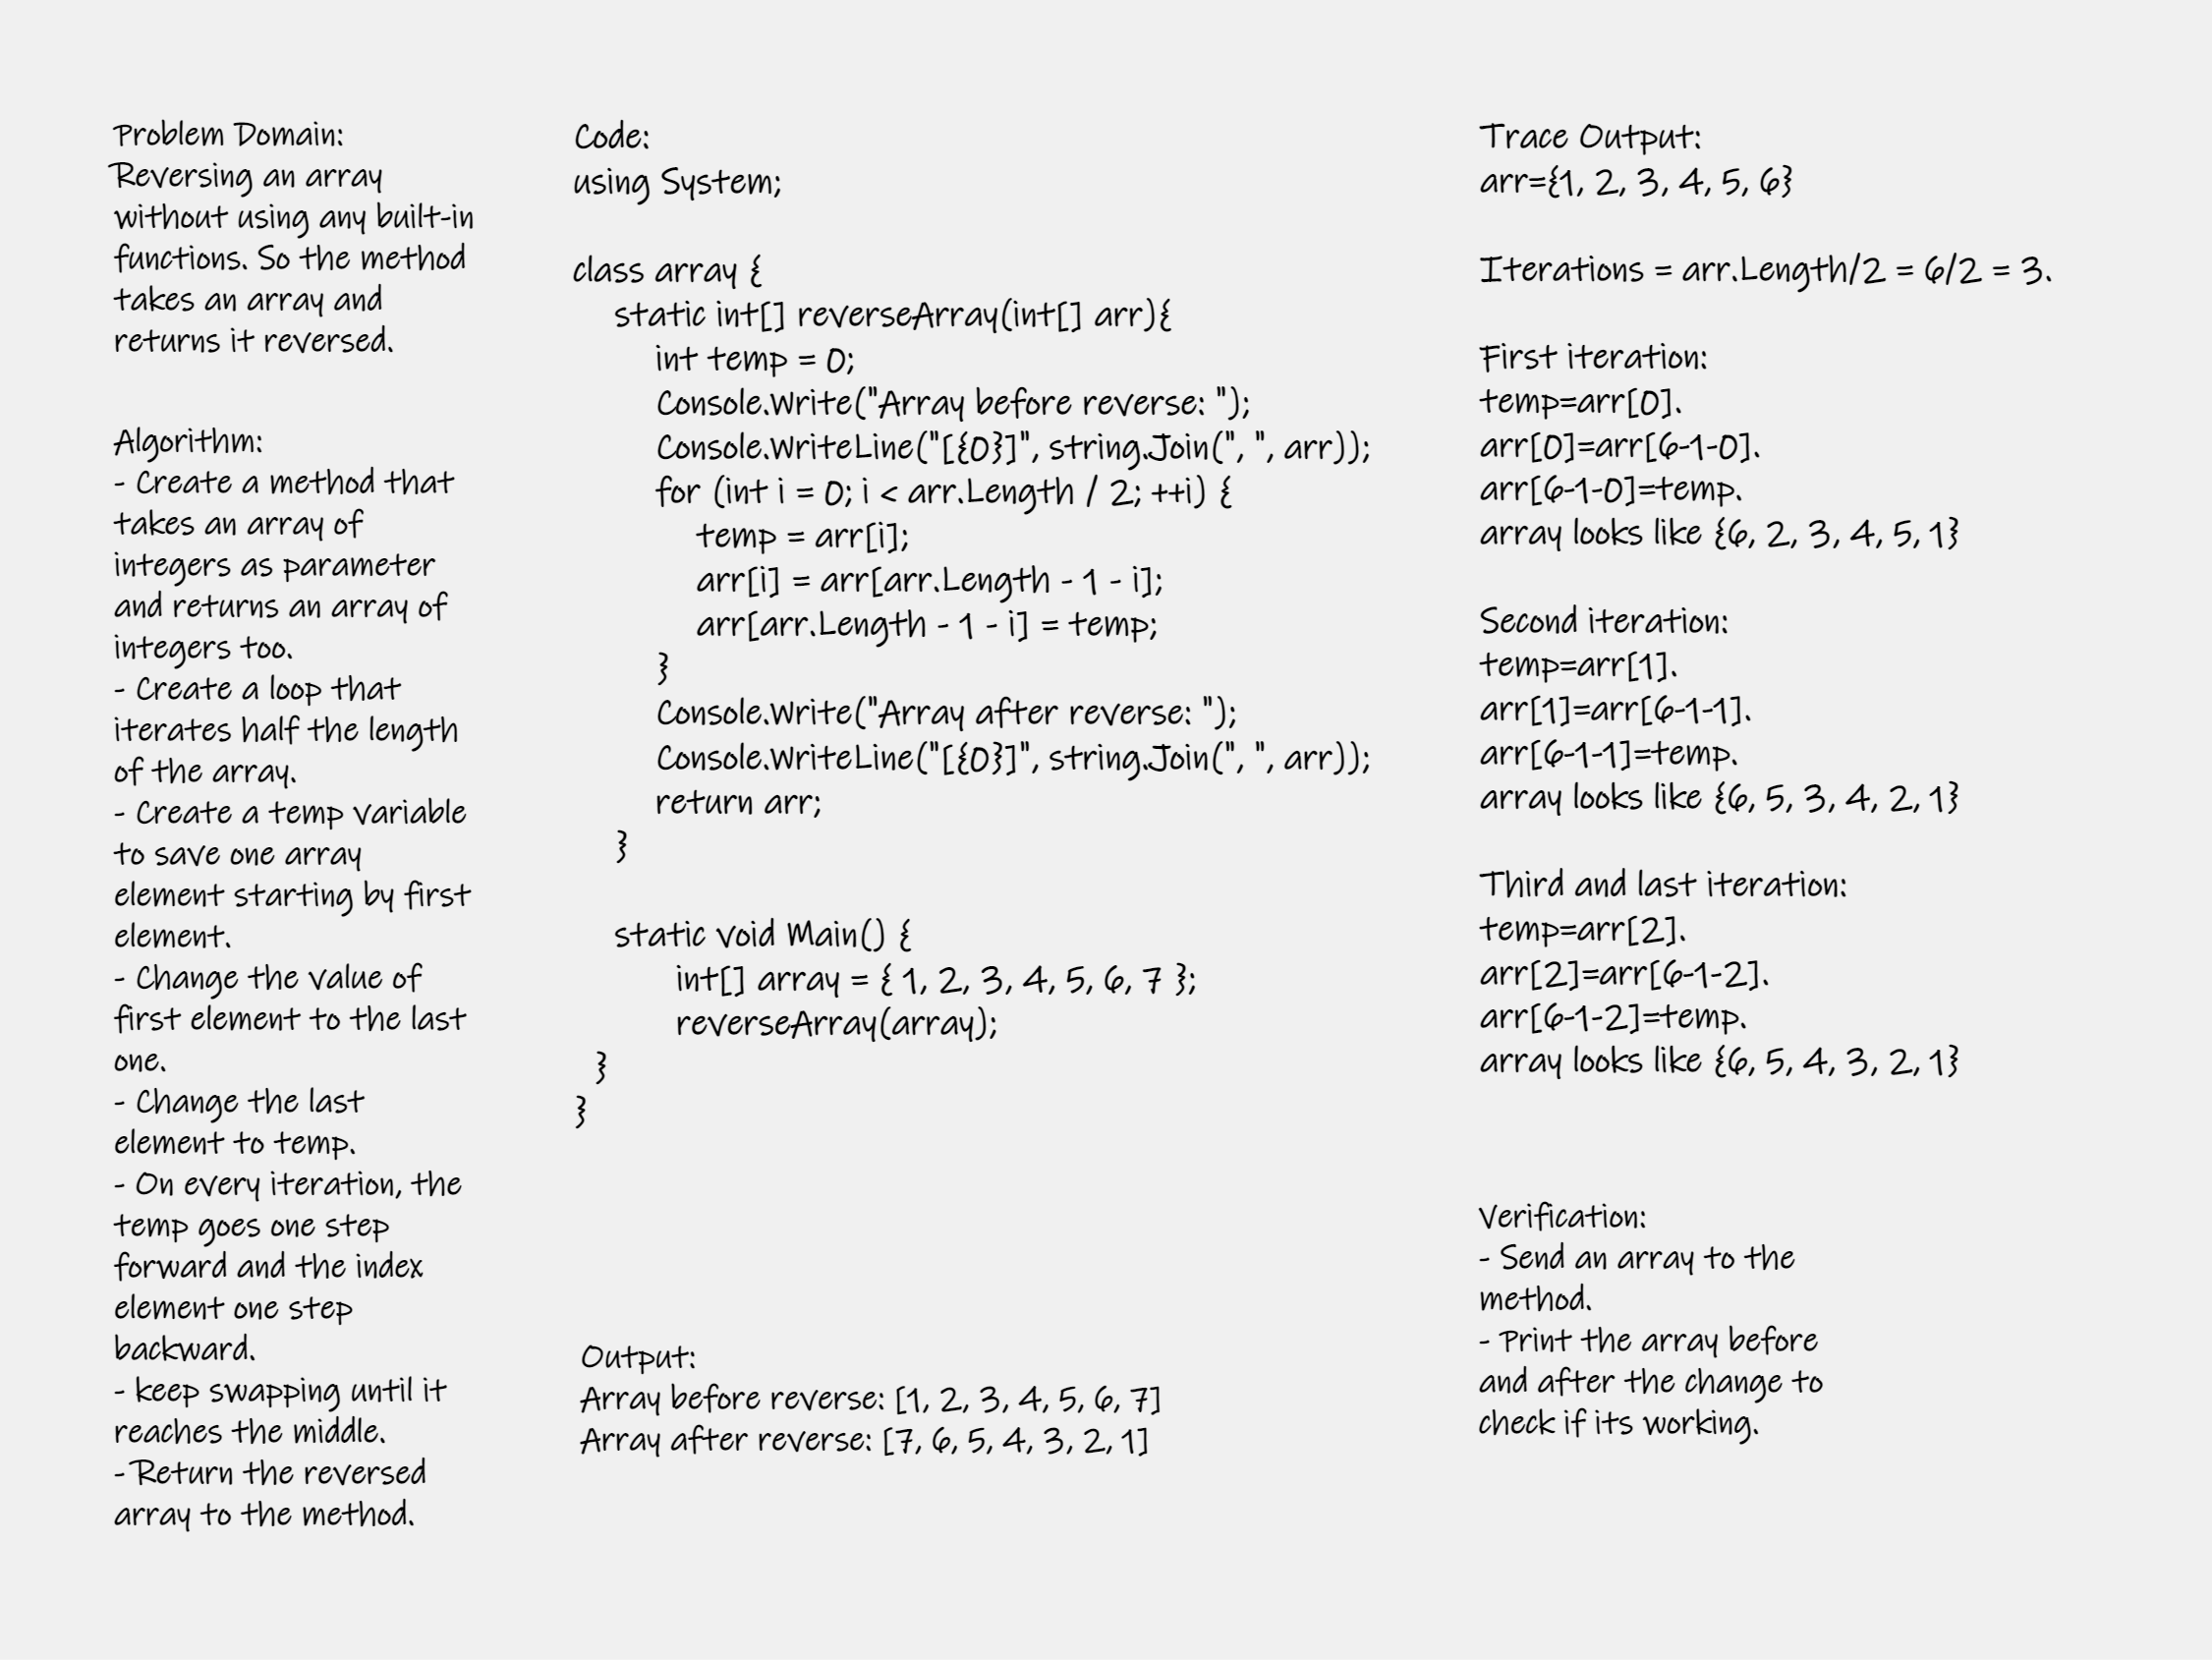 Problem Domain:
Reversing an array
without using any built-in
functions. So the method
takes an array and
returns it reversed.
Algorithm:
- Create a method that
takes an array of
integers as parameter
and returns an array of
integers too.
- Create a loop that
iterates half the length
of the array.
- Create a temp variable
to save one array
element starting by first
element.
- Change the value of
first element to the last
one.
- Change the last
element to temp.
- On every iteration, the
temp goes one step
forward and the index
element one step
backward.
- keep swapping until it
reaches the middle.
- Return the reversed
array to the method.
Code:
using System;
class array {
static int[] reverseArray(int[] arr){
int temp = 0;
Console.Write("Array before reverse: ");
Console.WriteLine("[{0}]", string.Join(", ", arr));
for (int i = 0; i < arr.Length / 2; ++i) {
temp = arr[i];
arr[i] = arr[arr.Length - 1 - i];
arr[arr.Length - 1 - i] = temp;
}
Console.Write("Array after reverse: ");
Console.WriteLine("[{0}]", string.Join(", ", arr));
return arr;
}
static void Main() {
int[] array = { 1, 2, 3, 4, 5, 6, 7 };
reverseArray(array);
}
}
Output:
Array before reverse: [1, 2, 3, 4, 5, 6, 7]
Array after reverse: [7, 6, 5, 4, 3, 2, 1]
Trace Output:
arr={1, 2, 3, 4, 5, 6}
Iterations = arr.Length/2 = 6/2 = 3.
First iteration:
temp=arr[0].
arr[0]=arr[6-1-0].
arr[6-1-0]=temp.
array looks like {6, 2, 3, 4, 5, 1}
Second iteration:
temp=arr[1].
arr[1]=arr[6-1-1].
arr[6-1-1]=temp.
array looks like {6, 5, 3, 4, 2, 1}
Third and last iteration:
temp=arr[2].
arr[2]=arr[6-1-2].
arr[6-1-2]=temp.
array looks like {6, 5, 4, 3, 2, 1}
Verification:
- Send an array to the
method.
- Print the array before
and after the change to
check if its working.